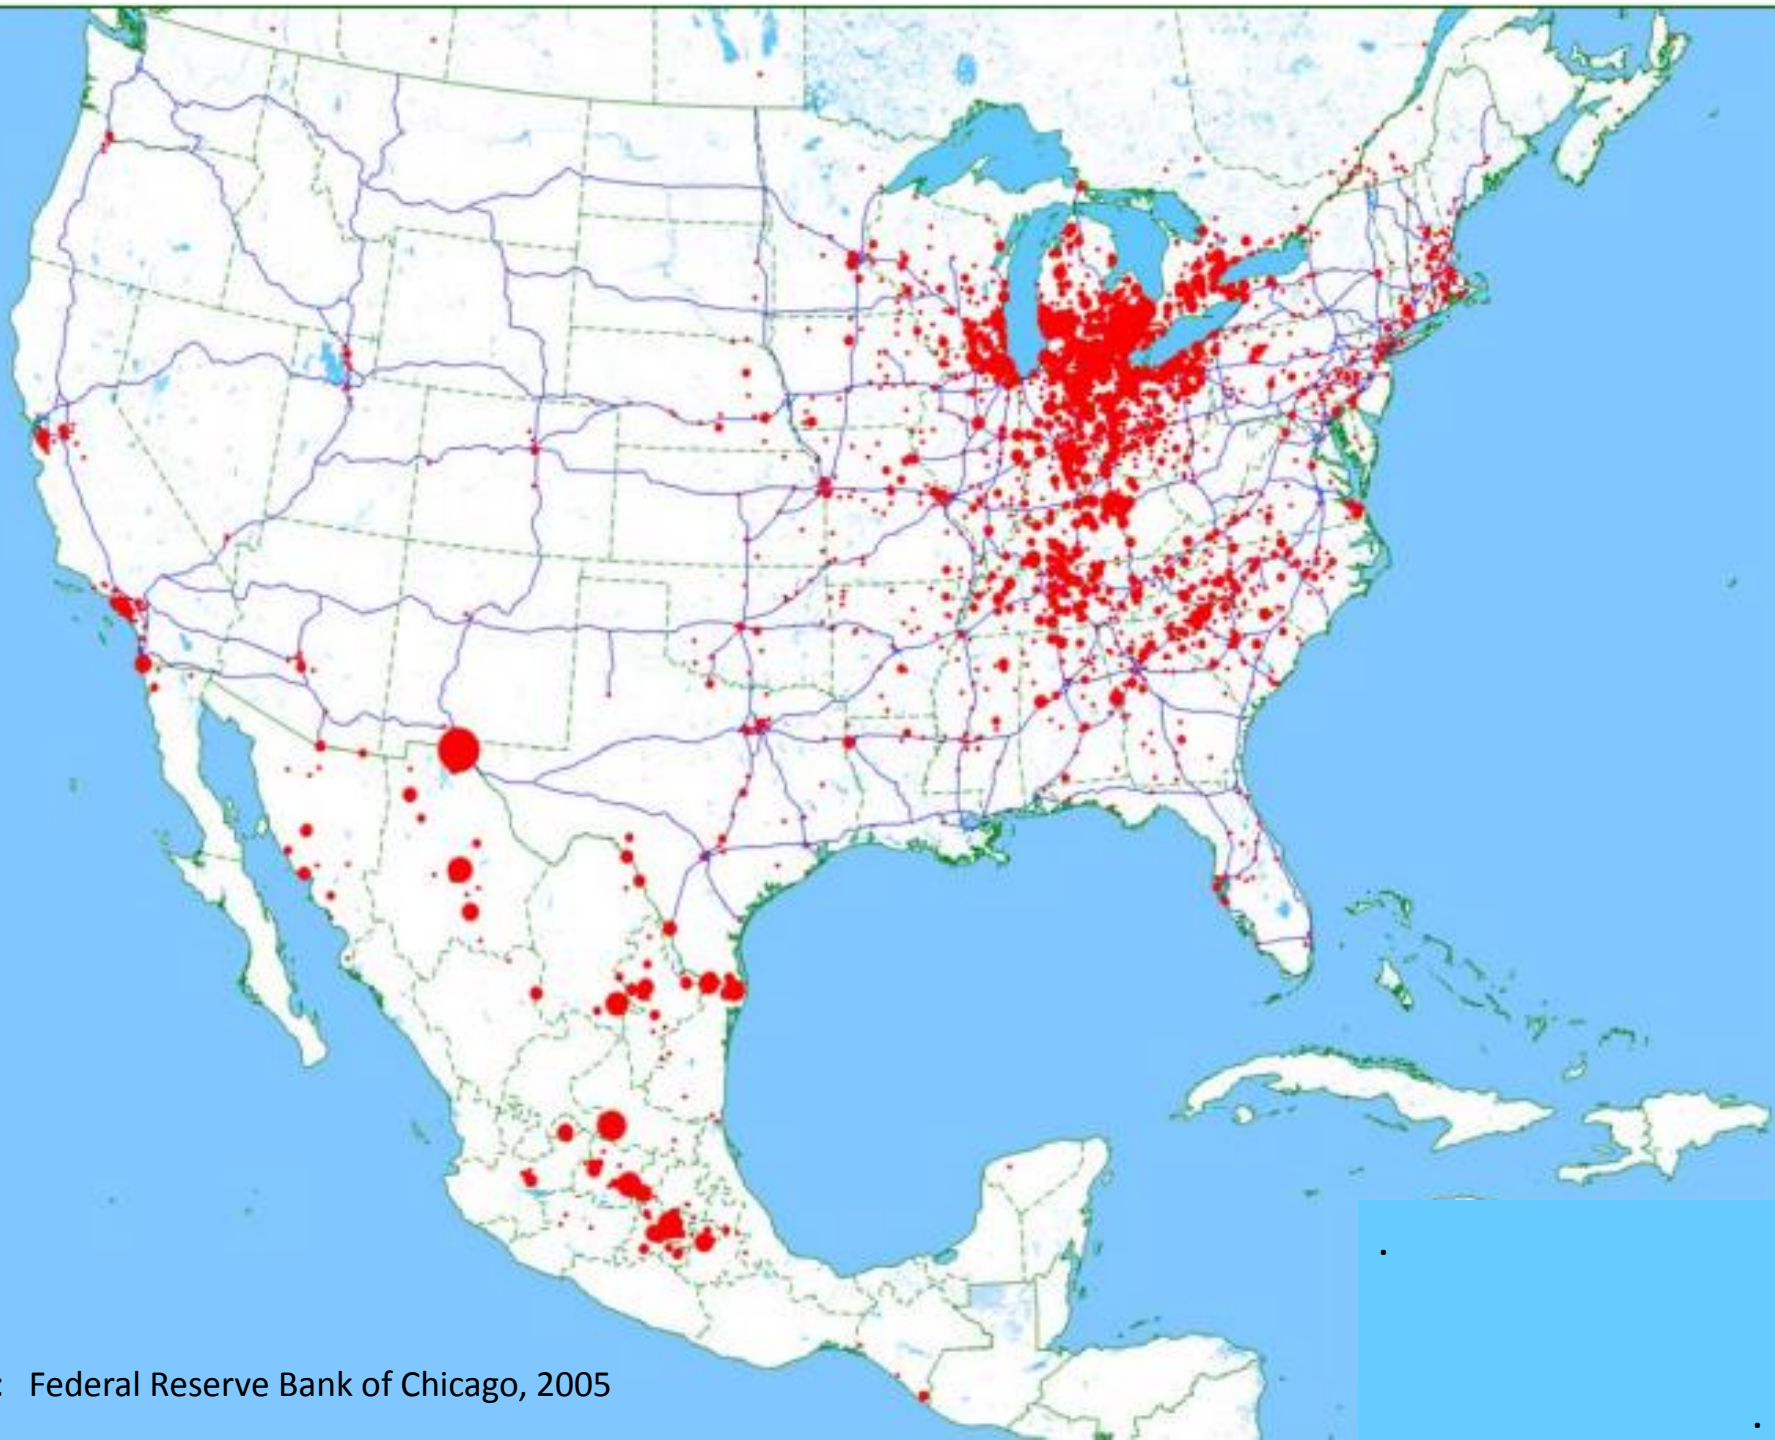 : Federal Reserve Bank of Chicago, 2005
.
.